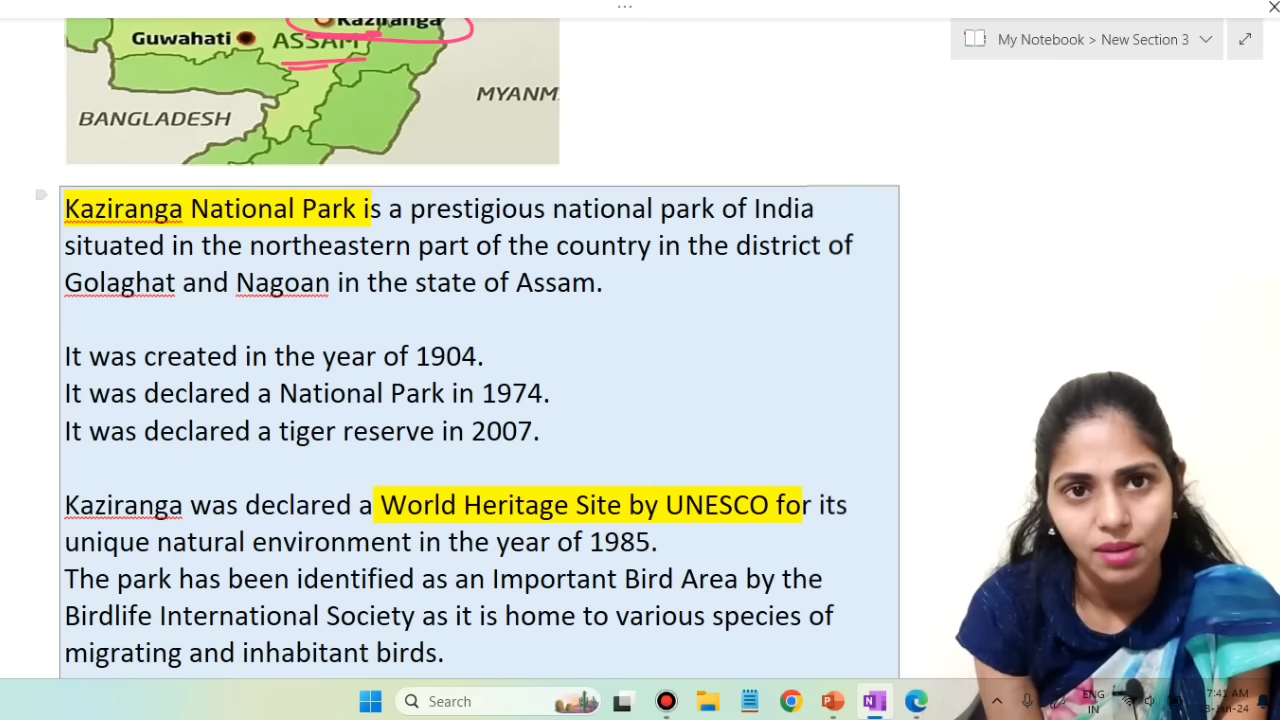 ...
My Notebook > New Section 3
Kaziranga
Guwahati
ASSAM
MYANM
BANGLADESH
Kaziranga National Park is a prestigious national park of India
situated in the northeastern part of the country in the district of
Golaghat and Nagoan in the state of Assam.
It was created in the year of 1904.
It was declared a National Park in 1974.
It was declared a tiger reserve in 2007.
Kaziranga was declared a World Heritage Site by UNESCO for its
unique natural environment in the year of 1985.
The park has been identified as an Important Bird Area by the
Birdlife International Society as it is home to various species of
migrating and inhabitant birds.
Search
ENG
IN
7:41 AM
-Jan-24